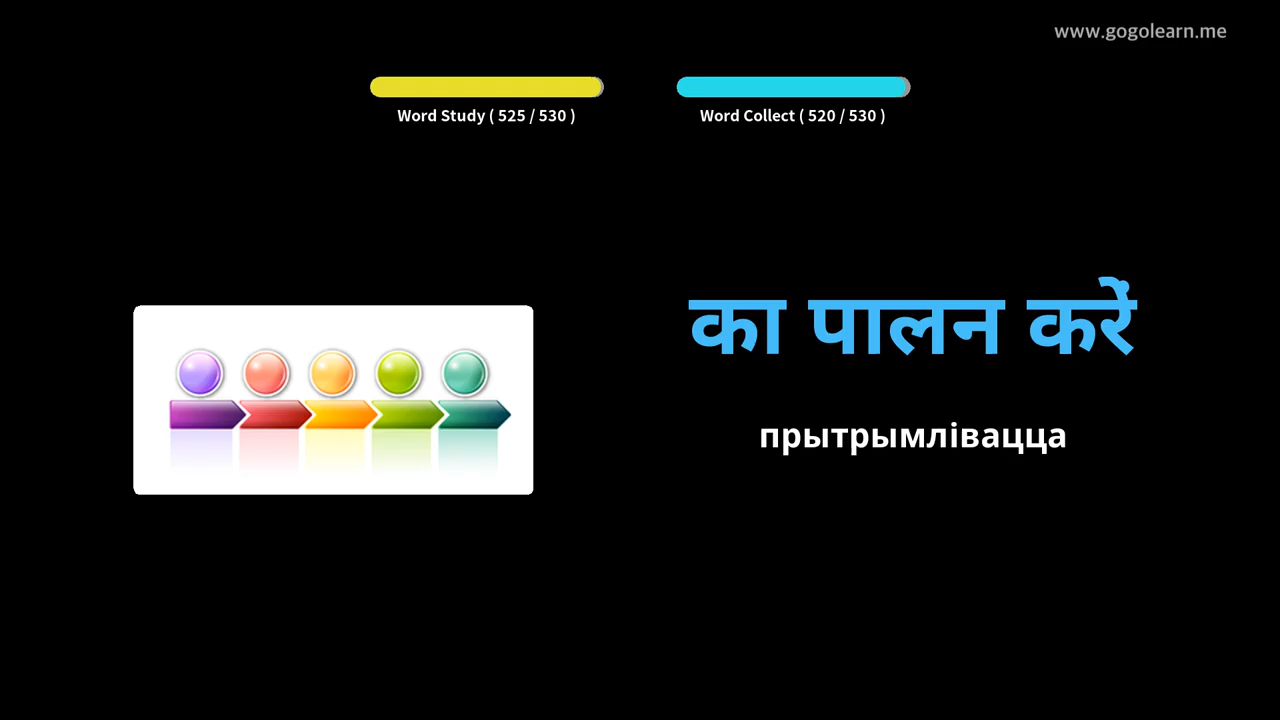 www.gogolearn.me
Word Study ( 525 / 530 )
Word Collect ( 520 / 530 )
का पालन करें
прытрымлівацца